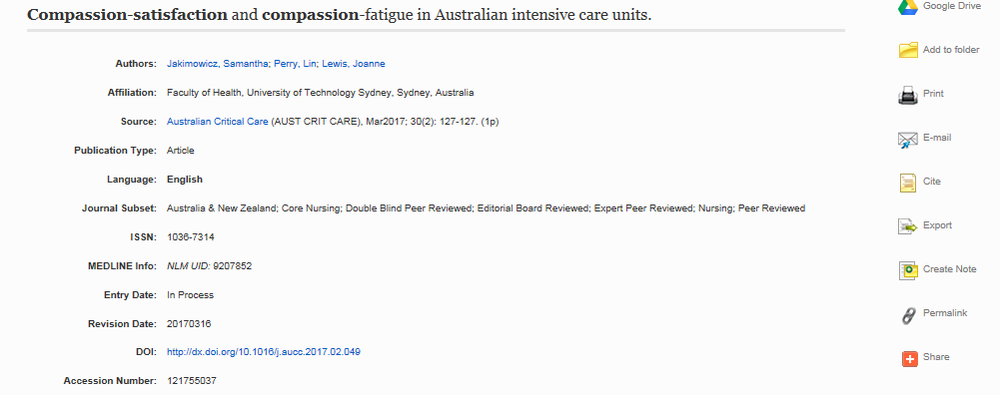 Compassion-satisfaction and compassion-fatigue in Australian intensive care units.
Authors: Jakimowicz, Samantha; Perry, Lin; Lewis, Joanne
Affiliation: Faculty of Health, University of Technology Sydney, Sydney, Australia
Source: Australian Critical Care (AUST CRIT CARE), Mar2017; 30(2): 127-127. (1p)
Publication Type: Article
Language: English
Journal Subset: Australia & New Zealand; Core Nursing; Double Blind Peer Reviewed; Editorial Board Reviewed; Expert Peer Reviewed; Nursing; Peer Reviewed
ISSN: 1036-7314
MEDLINE Info: NLM UID: 9207852
Entry Date: In Process
Revision Date: 20170316
DOI: http://dx.doi.org/10.1016/j.aucc.2017.02.049
Accession Number: 121755037
Google Drive
Add to folder
Print
E-mail
Cite
Export
Create Note
Permalink
Share